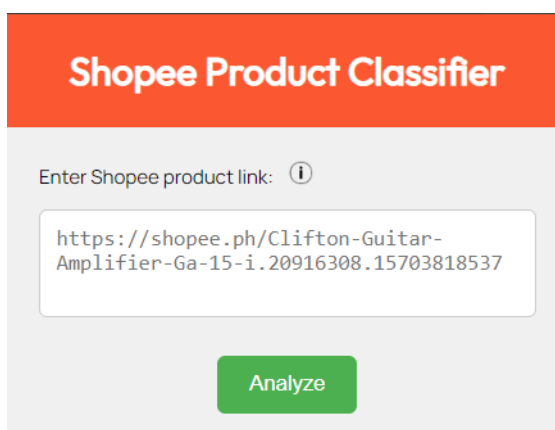 Shopee Product Classifier
Enter Shopee product link: i
https://shopee.ph/Clifton-Guitar-
Amplifier-Ga-15-i.20916308.15703818537
Analyze